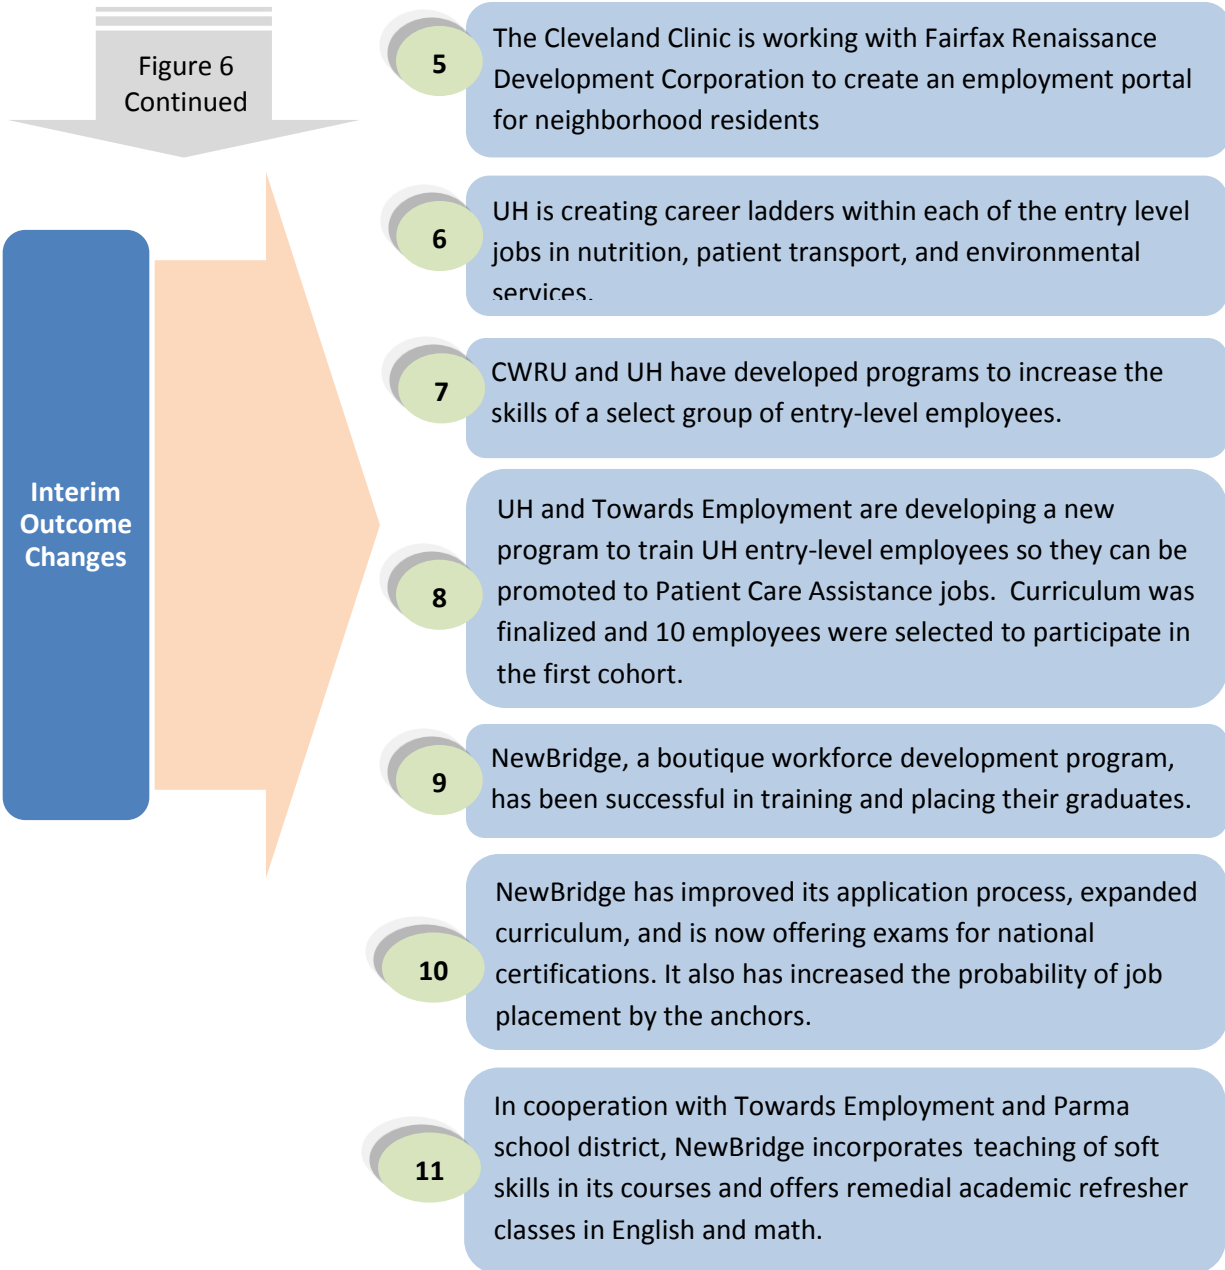 Figure 6
Continued
5
The Cleveland Clinic is working with Fairfax Renaissance
Development Corporation to create an employment portal
for neighborhood residents
6
UH is creating career ladders within each of the entry level
jobs in nutrition, patient transport, and environmental
services.
7
CWRU and UH have developed programs to increase the
skills of a select group of entry-level employees.
Interim
Outcome
Changes
8
UH and Towards Employment are developing a new
program to train UH entry-level employees so they can be
promoted to Patient Care Assistance jobs.  Curriculum was
finalized and 10 employees were selected to participate in
the first cohort.
9
NewBridge, a boutique workforce development program,
has been successful in training and placing their graduates.
10
NewBridge has improved its application process, expanded
curriculum, and is now offering exams for national
certifications. It also has increased the probability of job
placement by the anchors.
11
In cooperation with Towards Employment and Parma
school district, NewBridge incorporates teaching of soft
skills in its courses and offers remedial academic refresher
classes in English and math.